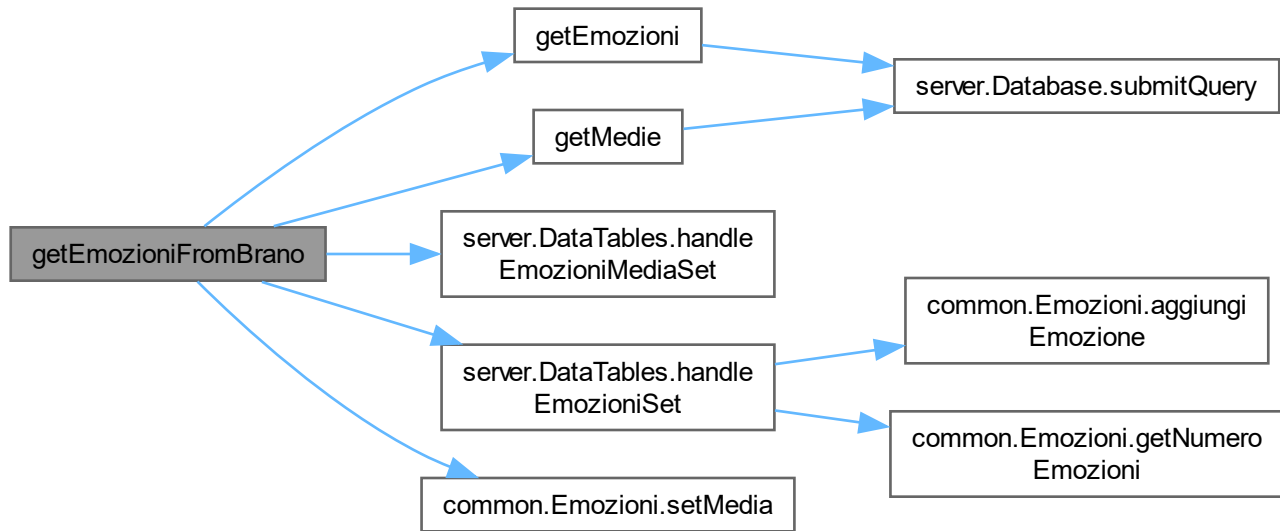 getEmozioni
server.Database.submitQuery
getMedie
getEmozioniFromBrano
server.DataTables.handle
EmozioniMediaSet
common.Emozioni.aggiungi
Emozione
server.DataTables.handle
EmozioniSet
common.Emozioni.getNumero
Emozioni
common.Emozioni.setMedia